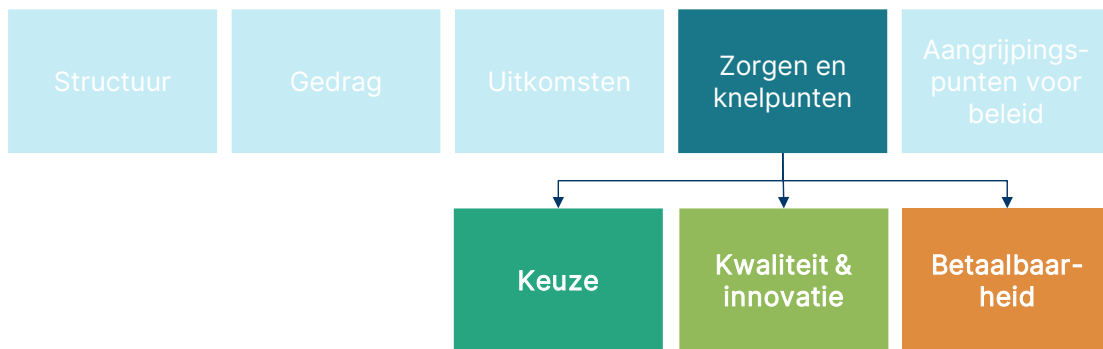 Structuur
Gedrag
Uitkomsten
Zorgen en
knelpunten
Aangrijpings-
punten voor
beleid
Keuze
Kwaliteit &
innovatie
Betaalbaar-
heid